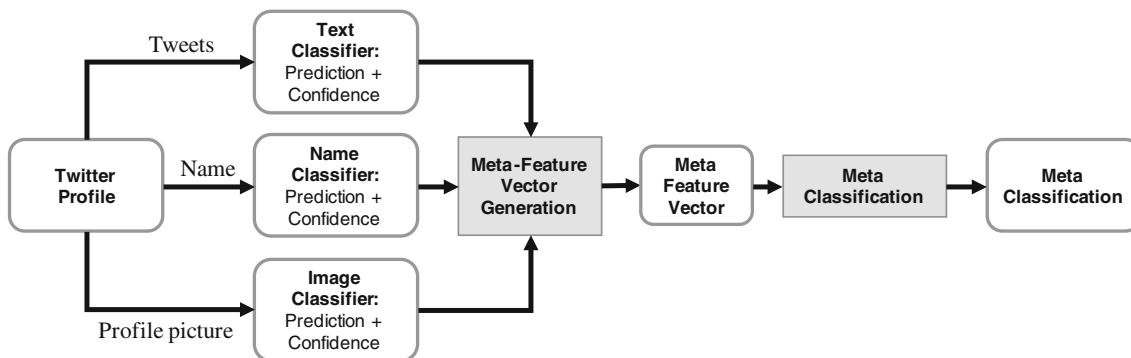 Tweets
Text
Classifier:
Prediction +
Confidence
Twitter
Profile
Name
Name
Classifier:
Prediction +
Confidence
Profile picture
Image
Classifier:
Prediction +
Confidence
Meta-Feature
Vector
Generation
Meta
Feature
Vector
Meta
Classification
Meta
Classification